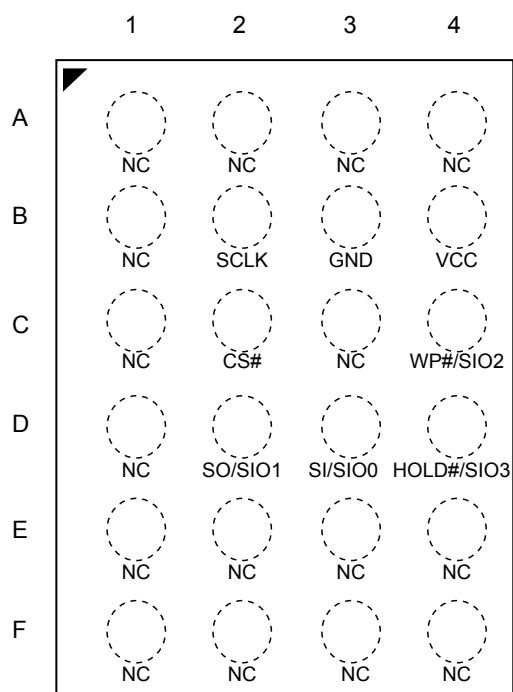 1 2 3 4
A
NC NC NC NC
B
NC SCLK GND VCC
C
NC CS# NC WP#/SIO2
D
NC SO/SIO1 SI/SIO0 HOLD#/SIO3
E
NC NC NC NC
F
NC NC NC NC